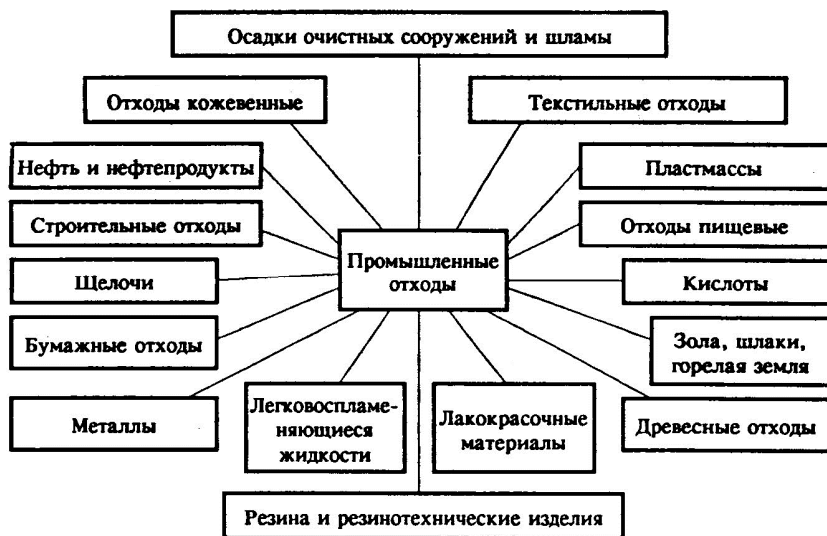 Осадки очистных сооружений и шламы
Отходы кожевенные
Текстильные отходы
Нефть и нефтепродукты
Пластмассы
Строительные отходы
Отходы пищевые
Промышленные
отходы
Щелочи
Кислоты
Бумажные отходы
Зола, шлаки,
горелая земля
Металлы
Легковоспламе-
няющиеся
жидкости
Лакокрасочные
материалы
Древесные отходы
Резина и резинотехнические изделия